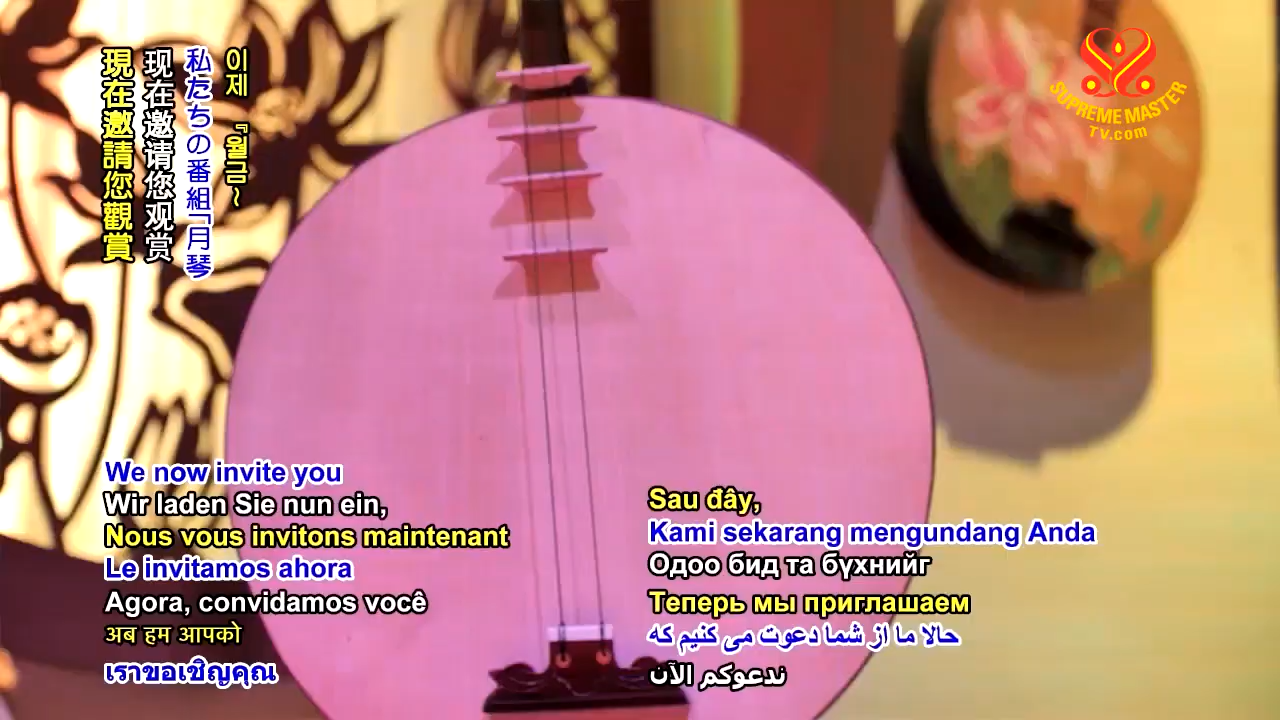 이제 『월금~
私たちの番組「月琴
现在邀请您观赏
現在邀請您觀賞
SUPREME MASTER
TV.com
We now invite you
Wir laden Sie nun ein,
Nous vous invitons maintenant
Le invitamos ahora
Agora, convidamos você
अब हम आपको
เราขอเชิญคุณ
Sau đây,
Kami sekarang mengundang Anda
Одоо бид та бүхнийг
Теперь мы приглашаем
حالا ما از شما دعوت می کنیم که
ندعوكم الآن